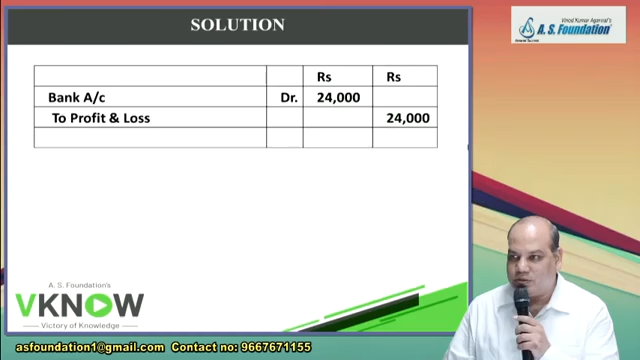 SOLUTION
Vinod Kumar Agarwal's
A. S. Foundation®
Rs Rs
Bank A/c Dr. 24,000
To Profit & Loss 24,000
A. S. Foundation's
VKNOW
Victory of Knowledge
asfoundation1@gmail.com Contact no: 9667671155